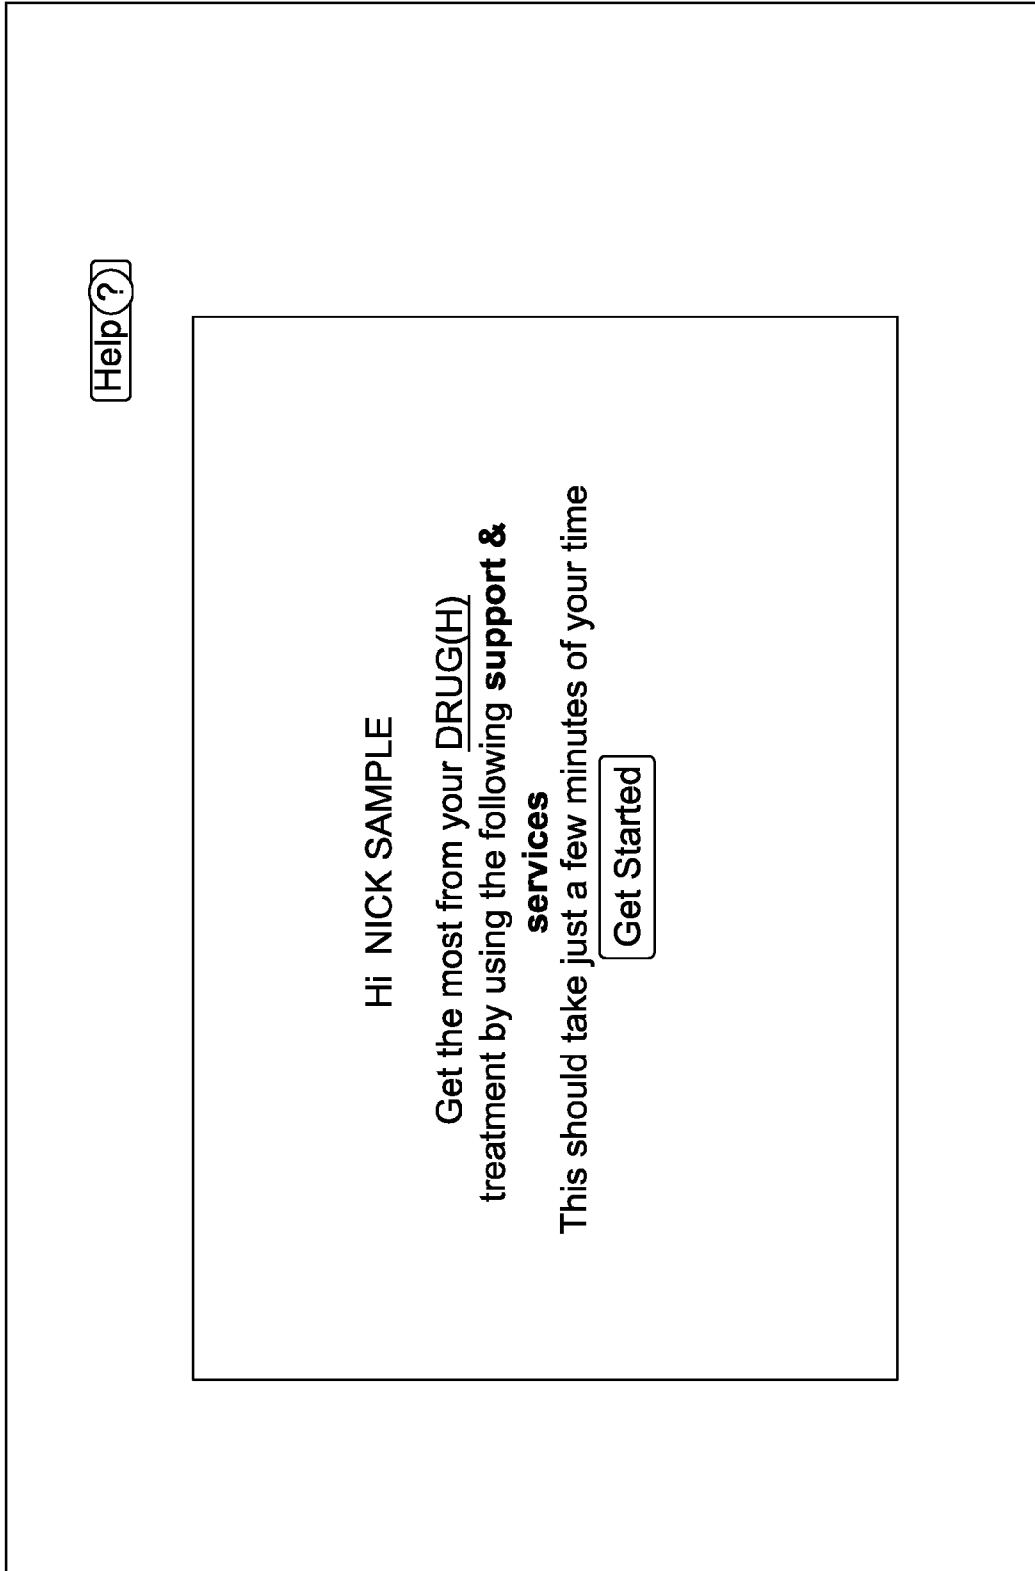 Help ?
Hi NICK SAMPLE
Get the most from your DRUG(H)
treatment by using the following support &
services
This should take just a few minutes of your time
Get Started